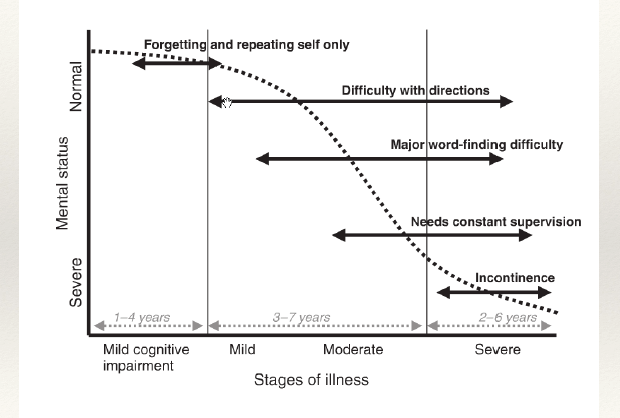 Forgetting and repeating self only
Normal
Difficulty with directions
Major word-finding difficulty
Mental status
Needs constant supervision
Severe
Incontinence
1–4 years
3–7 years
2–6 years
Mild cognitive
impairment
Mild
Moderate
Severe
Stages of illness